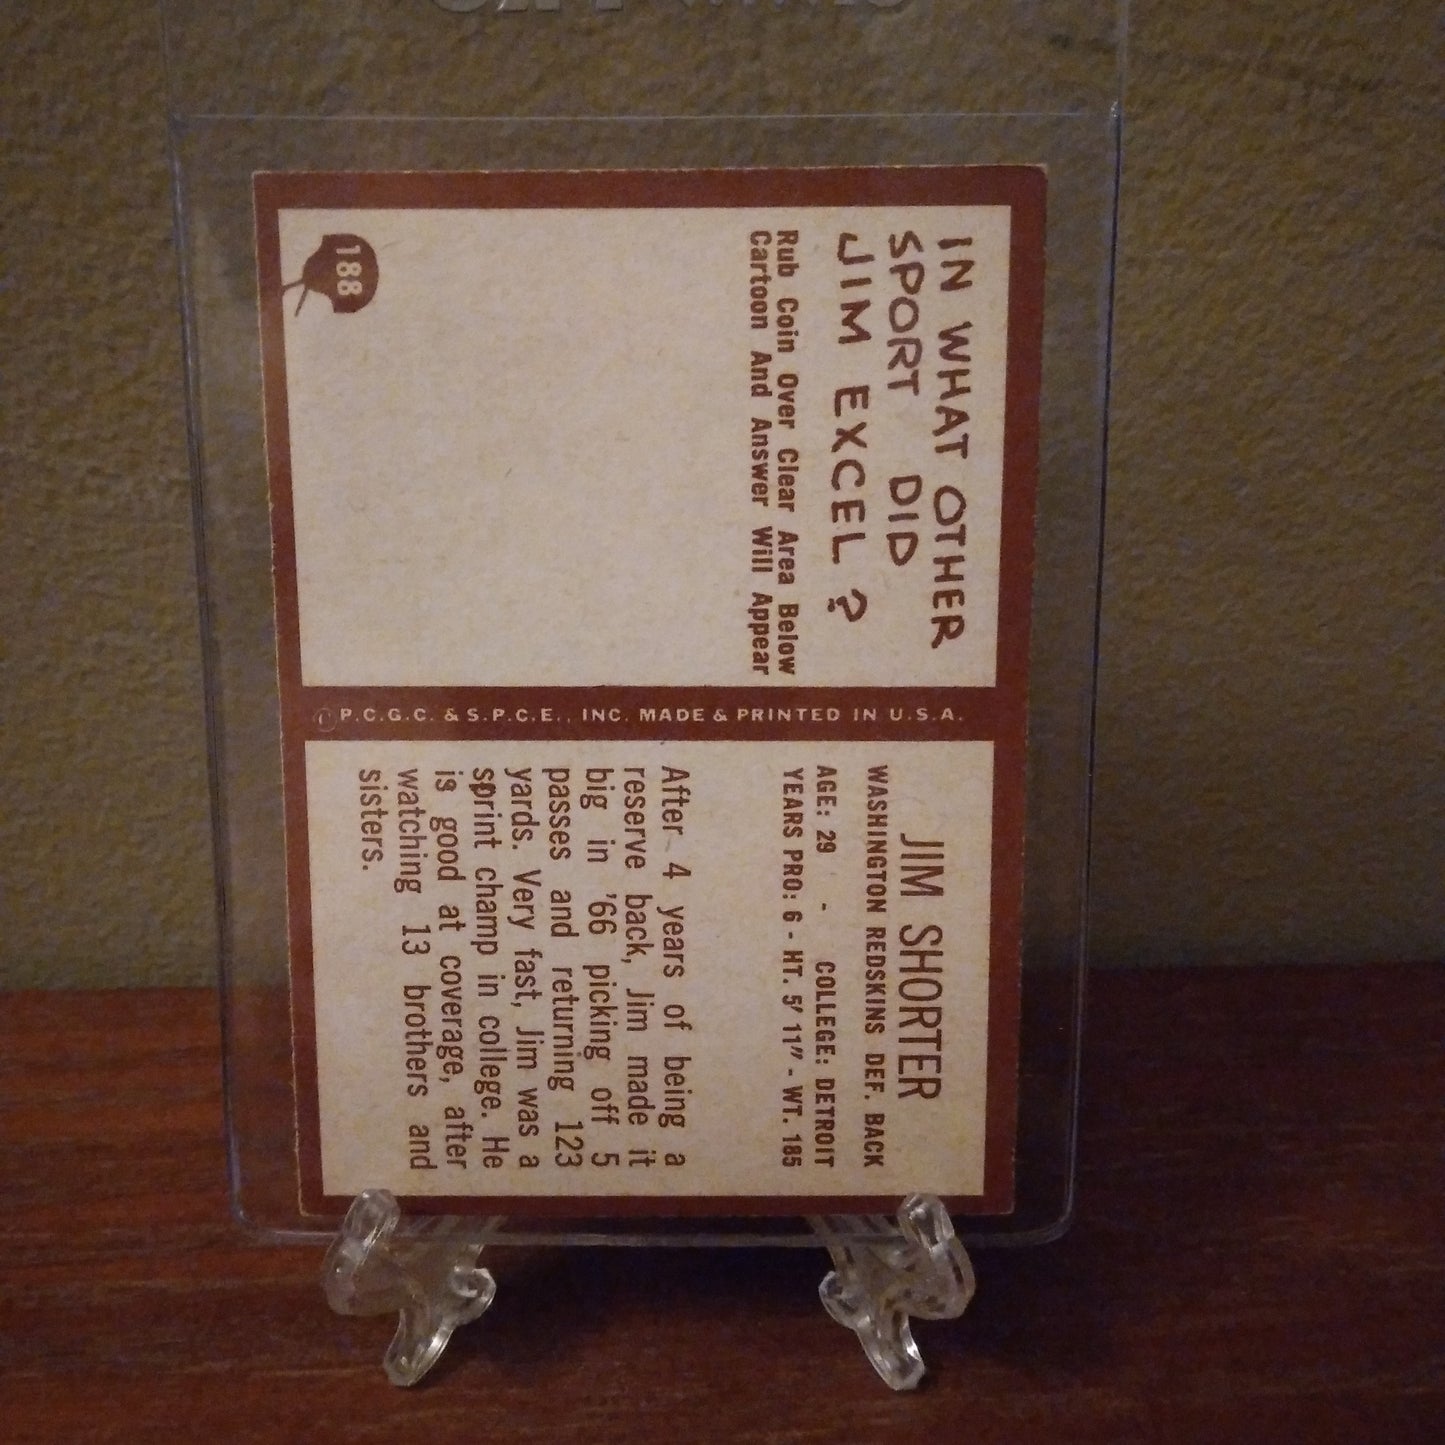 IN WHAT OTHER
SPORT DID
JIM EXCEL?
Rub Coin Over Clear Area Below
Cartoon And Answer Will Appear
188
© P.C.G.C. & S.P.C.E., INC. MADE & PRINTED IN U.S.A.
JIM SHORTER
WASHINGTON REDSKINS DEF. BACK
AGE: 29 - COLLEGE: DETROIT
YEARS PRO: 6 - HT. 5' 11" - WT. 185
After 4 years of being a
reserve back, Jim made it
big in '66 picking off 5
passes and returning 123
yards. Very fast, Jim was a
sprint champ in college. He
is good at coverage, after
watching 13 brothers and
sisters.